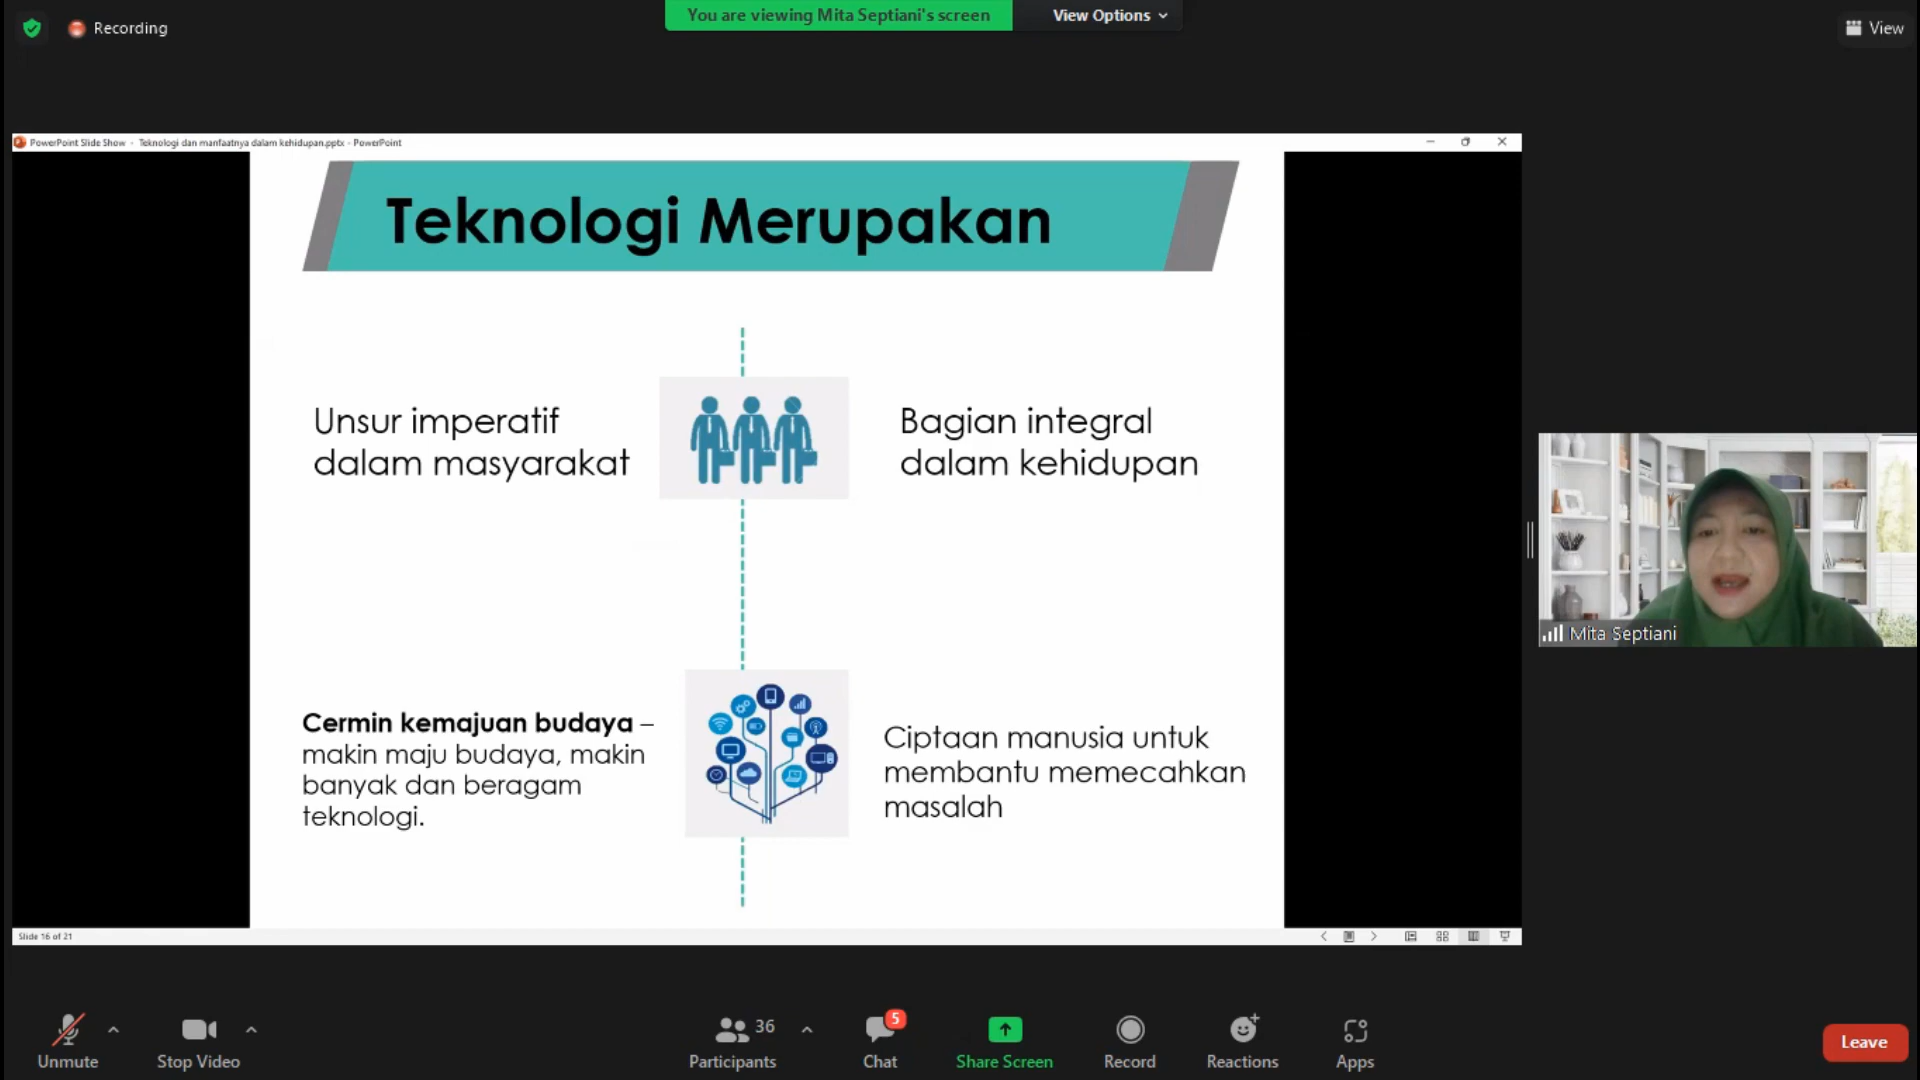 Recording
You are viewing Mita Septiani's screen
View Options
View
PowerPoint Slide Show - Teknologi dan manfaatnya dalam kehidupan.pptx - PowerPoint
Teknologi Merupakan
Unsur imperatif
dalam masyarakat
Bagian integral
dalam kehidupan
Cermin kemajuan budaya –
makin maju budaya, makin
banyak dan beragam
teknologi.
Ciptaan manusia untuk
membantu memecahkan
masalah
Mita Septiani
Slide 16 of 21
Unmute
Stop Video
36
Participants
5
Chat
Share Screen
Record
Reactions
Apps
Leave